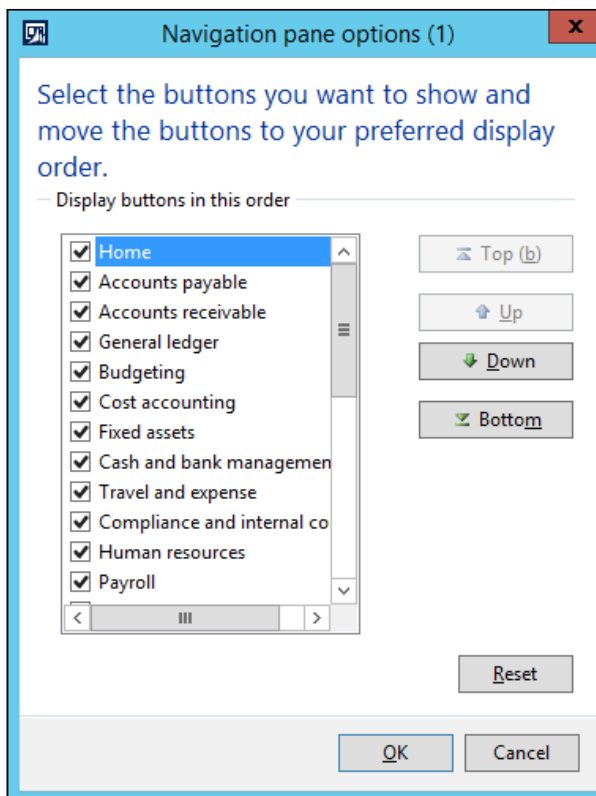 Navigation pane options (1)
x
Select the buttons you want to show and
move the buttons to your preferred display
order.
Display buttons in this order
Home
Accounts payable
Accounts receivable
General ledger
Budgeting
Cost accounting
Fixed assets
Cash and bank managemen
Travel and expense
Compliance and internal co
Human resources
Payroll
Top (b)
Up
Down
Bottom
Reset
OK
Cancel